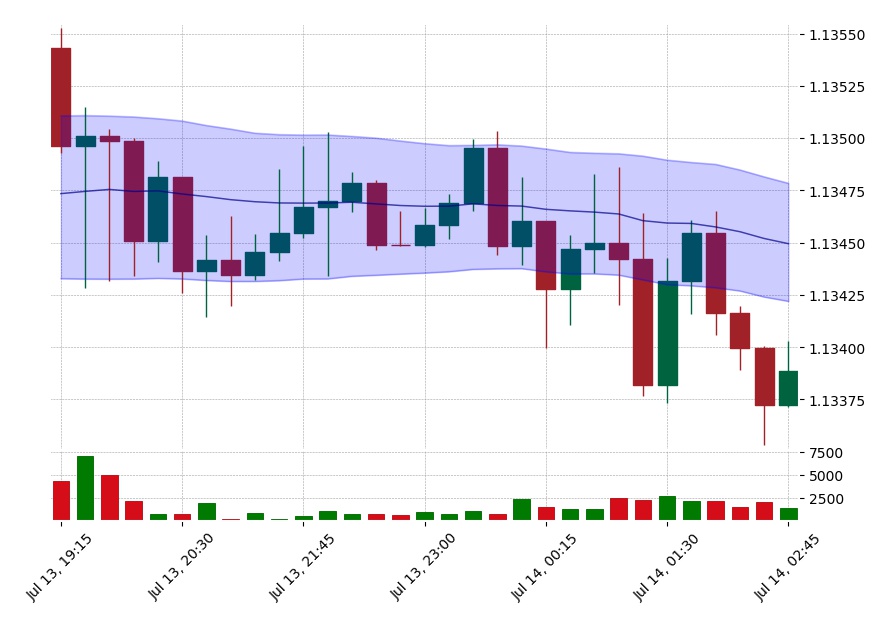 1.13550
1.13525
1.13500
1.13475
1.13450
1.13425
1.13400
1.13375
7500
5000
2500
Jul 13, 19:15
Jul 13, 20:30
Jul 13, 21:45
Jul 13, 23:00
Jul 14, 00:15
Jul 14, 01:30
Jul 14, 02:45